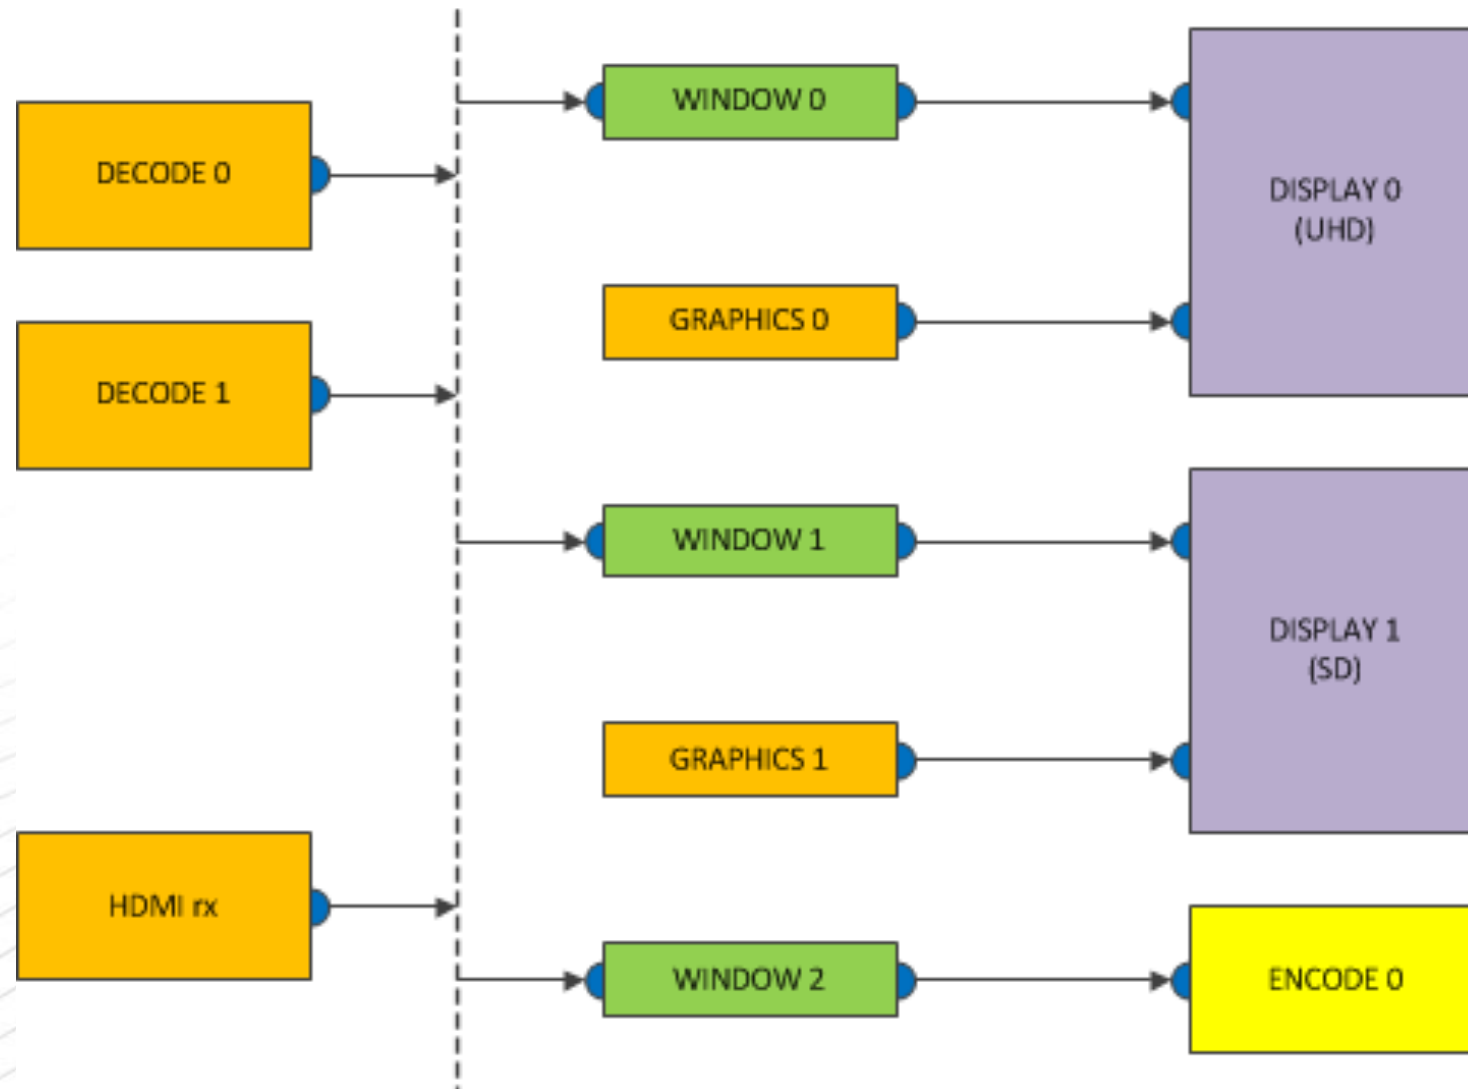 DECODE 0
DECODE 1
HDMI rx
WINDOW 0
GRAPHICS 0
WINDOW 1
GRAPHICS 1
WINDOW 2
DISPLAY 0
(UHD)
DISPLAY 1
(SD)
ENCODE 0